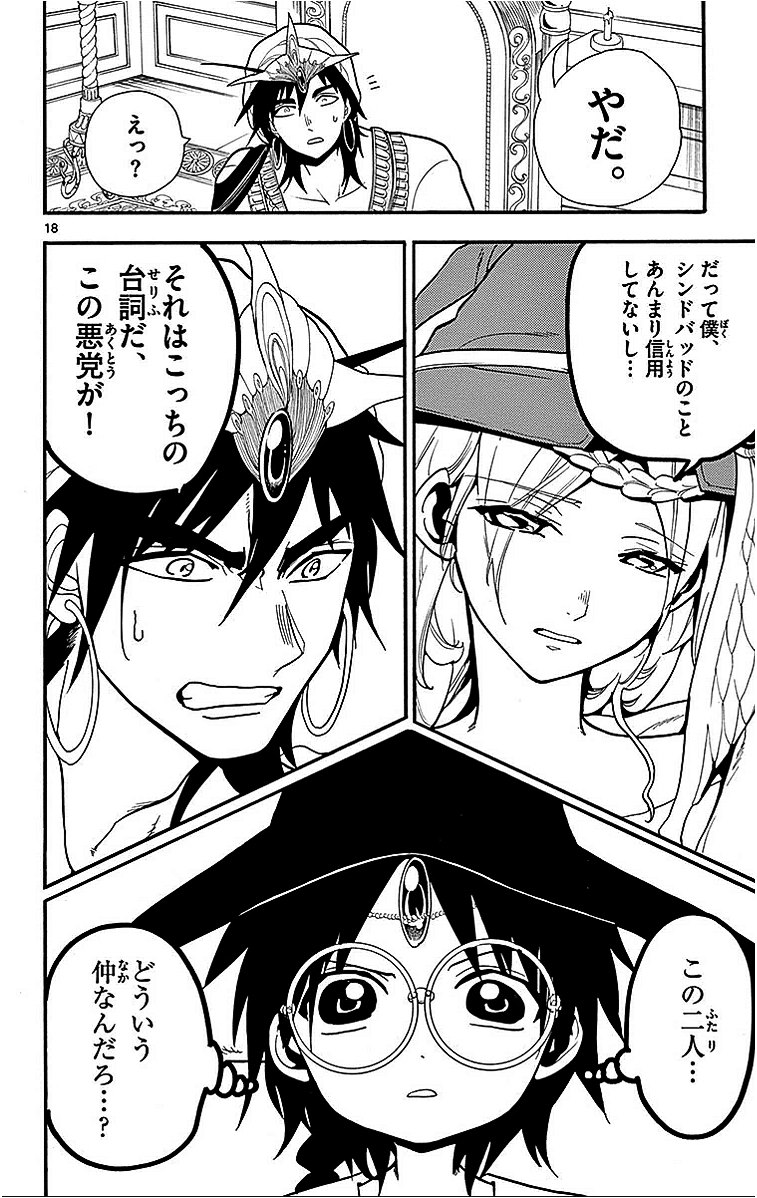 やだ。
えっ？
18
だって僕、
シンドバッドのこと
あんまり信用
してないし…
それはこっちの
台詞だ、
この悪党が！
この二人…
どういう
仲なんだろ…？